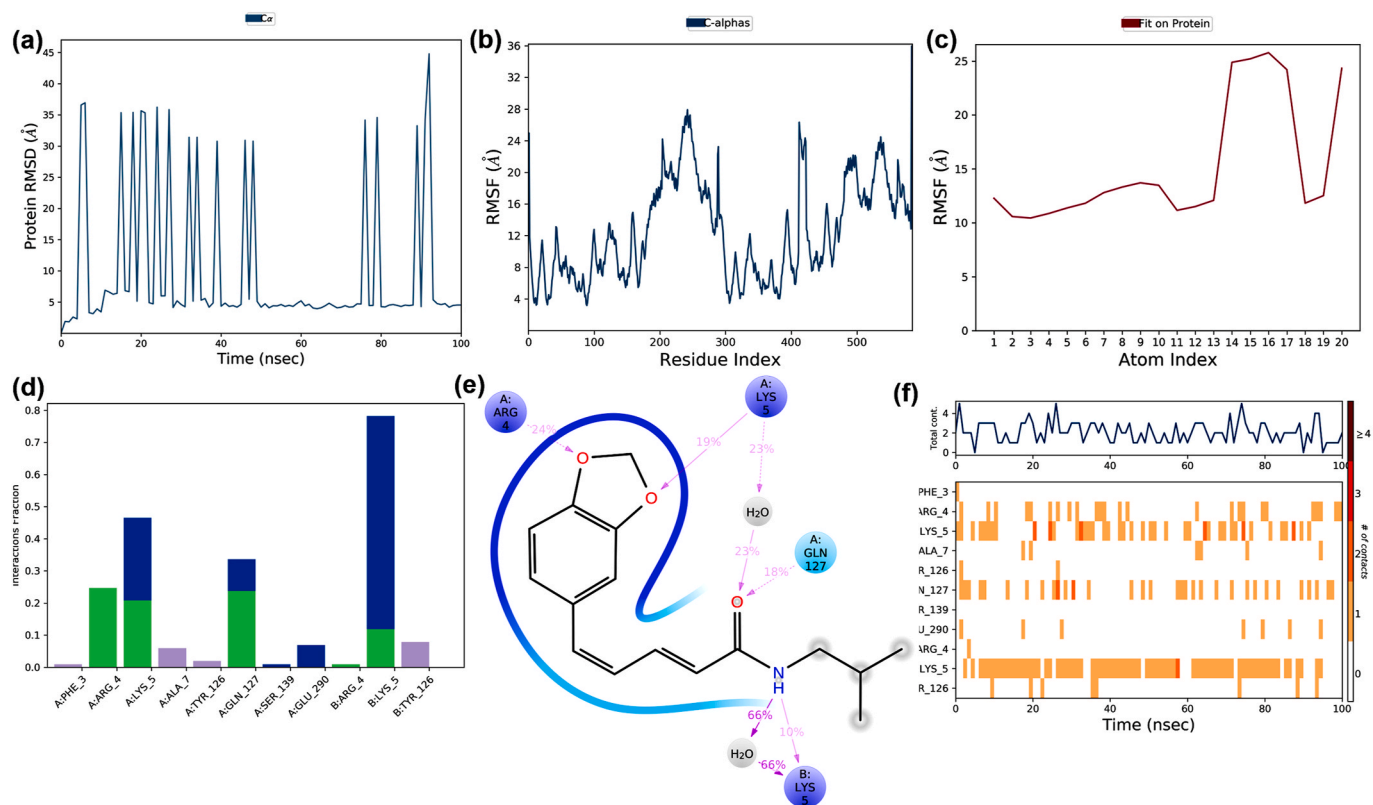 (a)
Cα
Protein RMSD (Å)
45
40
35
30
25
20
15
10
5
0
20
40
60
80
100
Time (nsec)
(b)
C-alphas
RMSF (Å)
36
32
28
24
20
16
12
8
4
0
100
200
300
400
500
Residue Index
(c)
Fit on Protein
RMSF (Å)
25
20
15
10
5
0
1 2 3 4 5 6 7 8 9 10 11 12 13 14 15 16 17 18 19 20
Atom Index
(d)
Interactions Fraction
0.8
0.7
0.6
0.5
0.4
0.3
0.2
0.1
0.0
A:PHE_3
A:ARG_4
A:LYS_5
A:ALA_7
A:TYR_126
A:GLN_127
A:SER_139
A:GLU_290
B:ARG_4
B:LYS_5
B:TYR_126
(e)
A:
ARG
4
24%
A:
LYS
5
19%
23%
H₂O
23%
A:
GLN
127
18%
O
O
O
N
H
66%
10%
H₂O
66%
B:
LYS
5
(f)
Total cont.
4
2
0
0
20
40
60
80
100
PHE_3
ARG_4
LYS_5
ALA_7
R_126
N_127
R_139
U_290
ARG_4
LYS_5
R_126
0
20
40
60
80
100
Time (nsec)
≥4
3
2
1
0
# of contacts